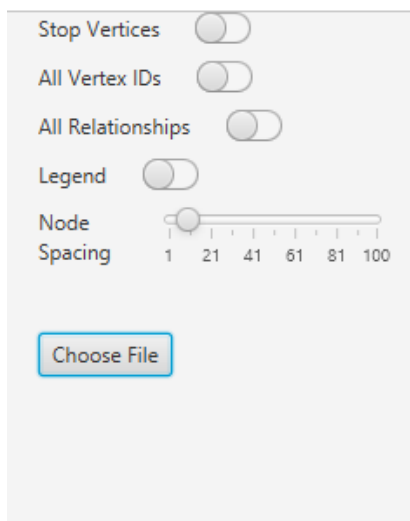 Stop Vertices
All Vertex IDs
All Relationships
Legend
Node
Spacing
1 21 41 61 81 100
Choose File